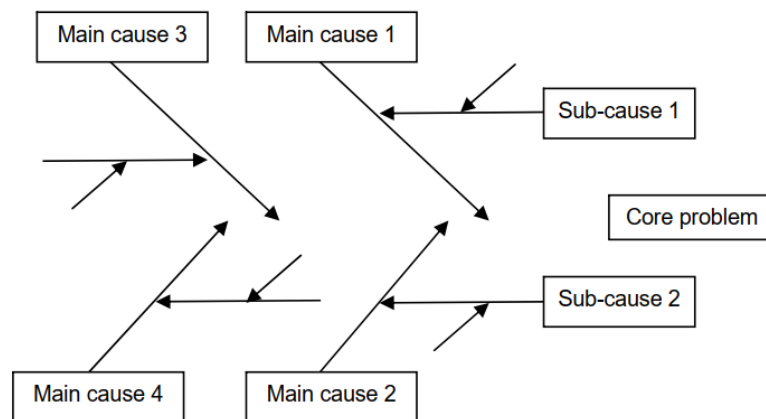 Main cause 3
Main cause 1
Sub-cause 1
Core problem
Sub-cause 2
Main cause 4
Main cause 2